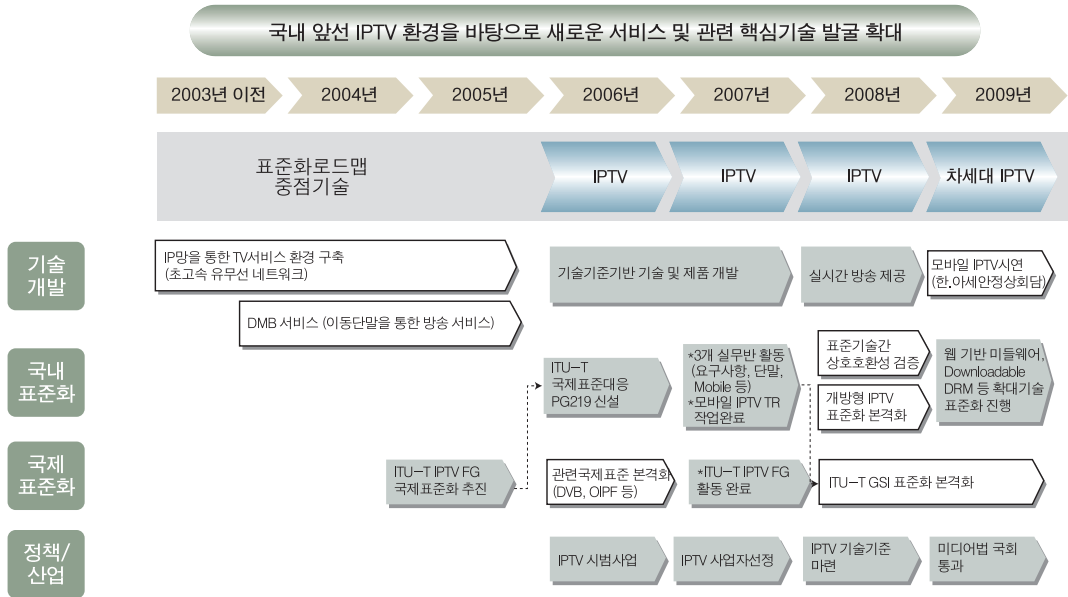 국내 앞선 IPTV 환경을 바탕으로 새로운 서비스 및 관련 핵심기술 발굴 확대
2003년 이전
2004년
2005년
2006년
2007년
2008년
2009년
표준화로드맵
중점기술
IPTV
IPTV
IPTV
차세대 IPTV
기술
개발
IP망을 통한 TV서비스 환경 구축
(초고속 유무선 네트워크)
DMB 서비스 (이동단말을 통한 방송 서비스)
기술기준기반 기술 및 제품 개발
실시간 방송 제공
모바일 IPTV시연
(한.아세안정상회담)
국내
표준화
ITU-T
국제표준대응
PG219 신설
*3개 실무반 활동
(요구사항, 단말,
Mobile 등)
*모바일 IPTV TR
작업완료
표준기술간
상호호환성 검증
개방형 IPTV
표준화 본격화
웹 기반 미들웨어,
Downloadable
DRM 등 확대기술
표준화 진행
국제
표준화
ITU-T IPTV FG
국제표준화 추진
관련국제표준 본격화
(DVB, OIPF 등)
*ITU-T IPTV FG
활동 완료
ITU-T GSI 표준화 본격화
정책/
산업
IPTV 시범사업
IPTV 사업자선정
IPTV 기술기준
마련
미디어법 국회
통과